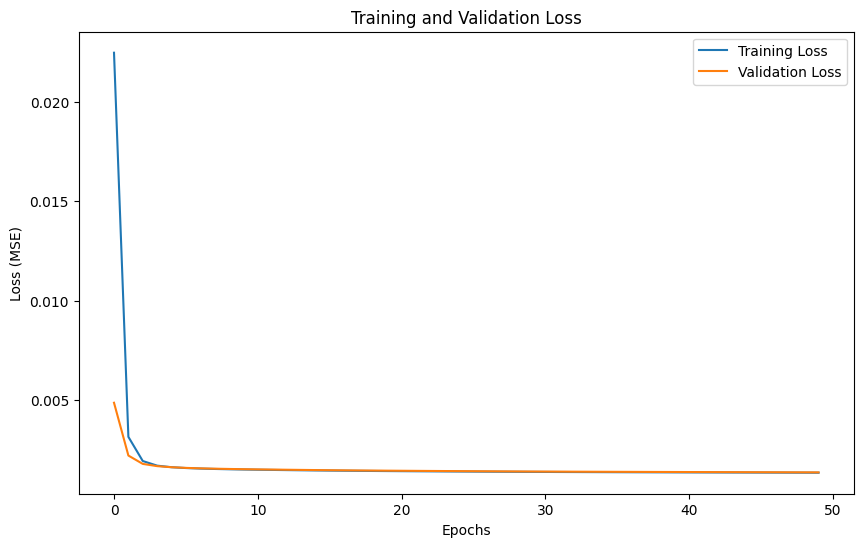 Training and Validation Loss
Training Loss
Validation Loss
0.020
0.015
0.010
0.005
Loss (MSE)
0
10
20
30
40
50
Epochs